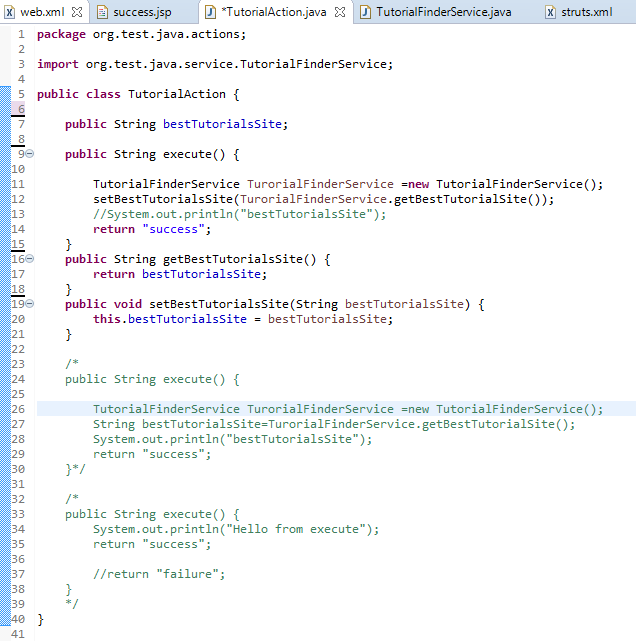 web.xml success.jsp *TutorialAction.java TutorialFinderService.java struts.xml
1 package org.test.java.actions;
2
3 import org.test.java.service.TutorialFinderService;
4
5 public class TutorialAction {
6
7 public String bestTutorialsSite;
8
9 public String execute() {
10
11 TutorialFinderService TurorialFinderService =new TutorialFinderService();
12 setBestTutorialsSite(TurorialFinderService.getBestTutorialSite());
13 //System.out.println("bestTutorialsSite");
14 return "success";
15 }
16 public String getBestTutorialsSite() {
17 return bestTutorialsSite;
18 }
19 public void setBestTutorialsSite(String bestTutorialsSite) {
20 this.bestTutorialsSite = bestTutorialsSite;
21 }
22
23 /*
24 public String execute() {
25
26 TutorialFinderService TurorialFinderService =new TutorialFinderService();
27 String bestTutorialsSite=TurorialFinderService.getBestTutorialSite();
28 System.out.println("bestTutorialsSite");
29 return "success";
30 }*/
31
32 /*
33 public String execute() {
34 System.out.println("Hello from execute");
35 return "success";
36
37 //return "failure";
38 }
39 */
40 }
41